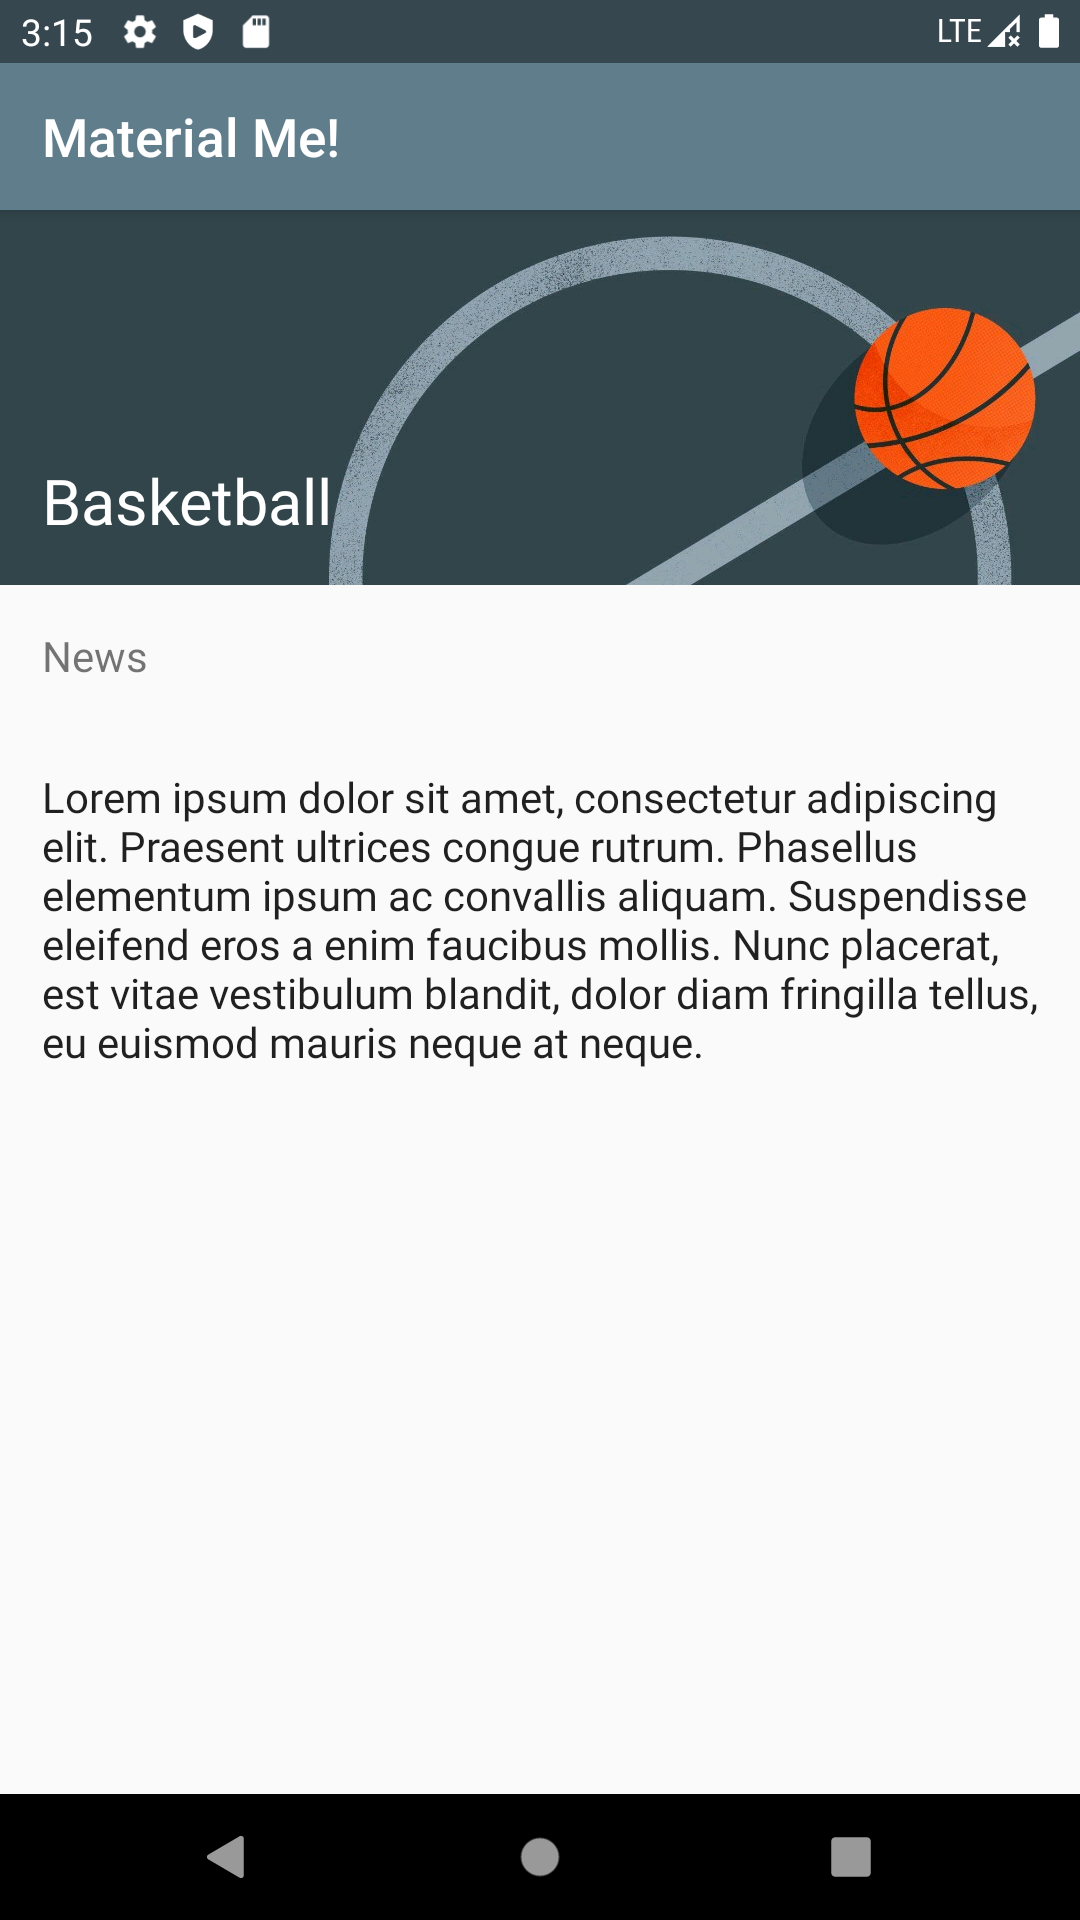 3:15
LTE
Material Me!
Basketball
News
Lorem ipsum dolor sit amet, consectetur adipiscing
elit. Praesent ultrices congue rutrum. Phasellus
elementum ipsum ac convallis aliquam. Suspendisse
eleifend eros a enim faucibus mollis. Nunc placerat,
est vitae vestibulum blandit, dolor diam fringilla tellus,
eu euismod mauris neque at neque.